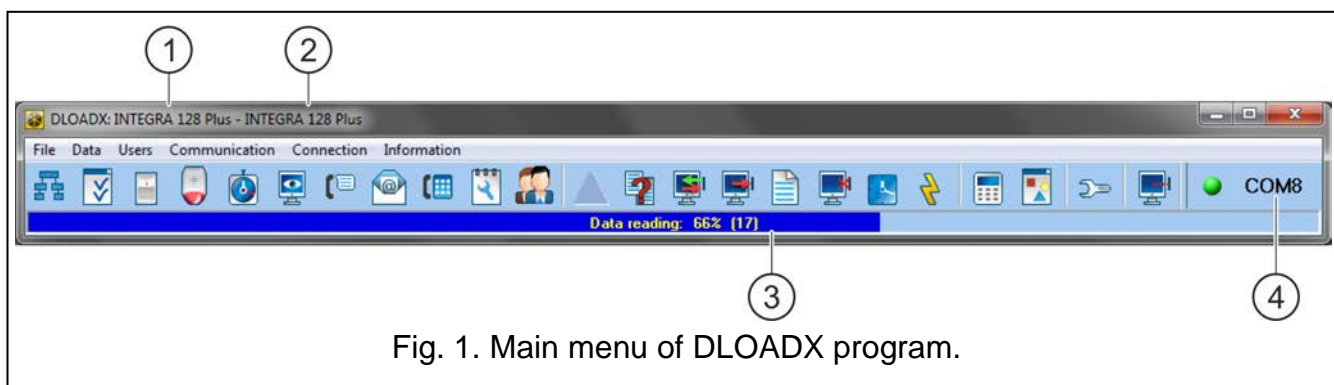 1 2
DLOADX: INTEGRA 128 Plus - INTEGRA 128 Plus
File Data Users Communication Connection Information
COM8
Data reading: 66% (17)
3 4
Fig. 1. Main menu of DLOADX program.